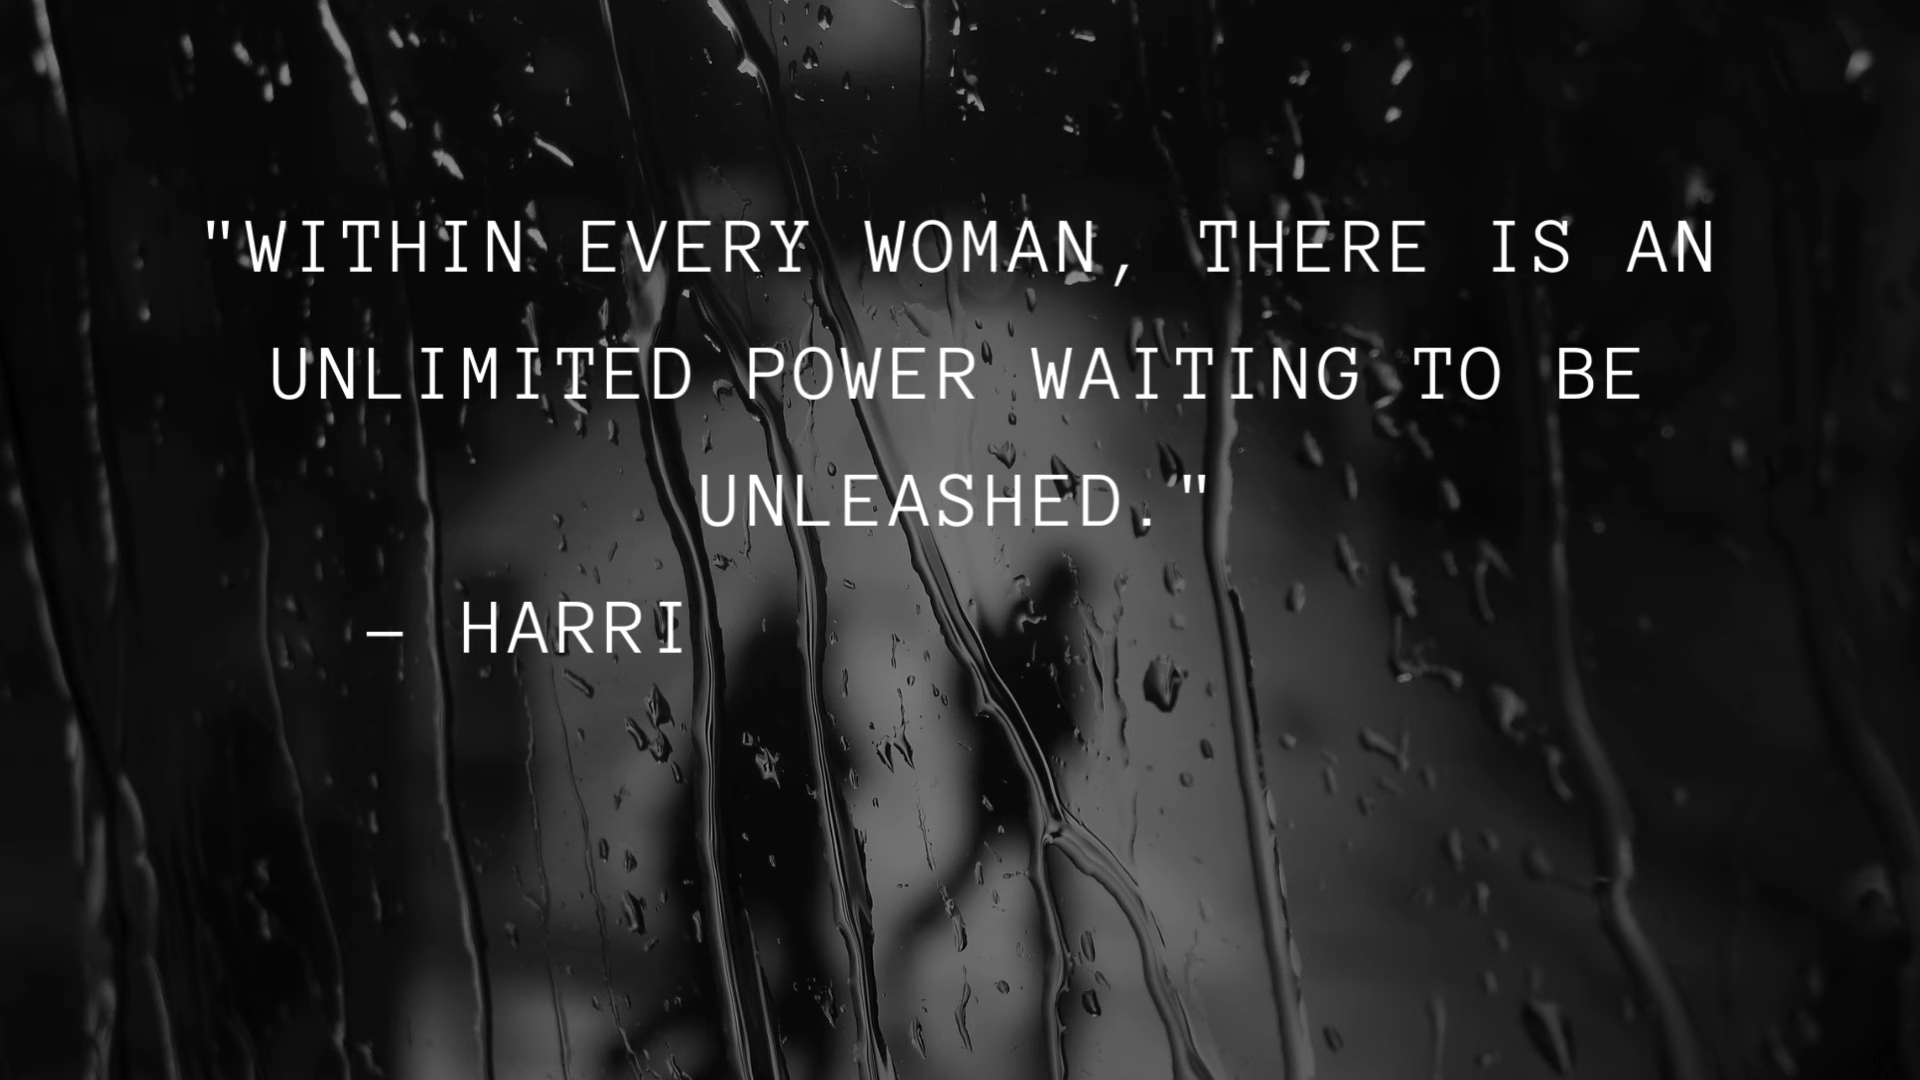 "WITHIN EVERY WOMAN, THERE IS AN
UNLIMITED POWER WAITING TO BE
UNLEASHED."
– HARRI